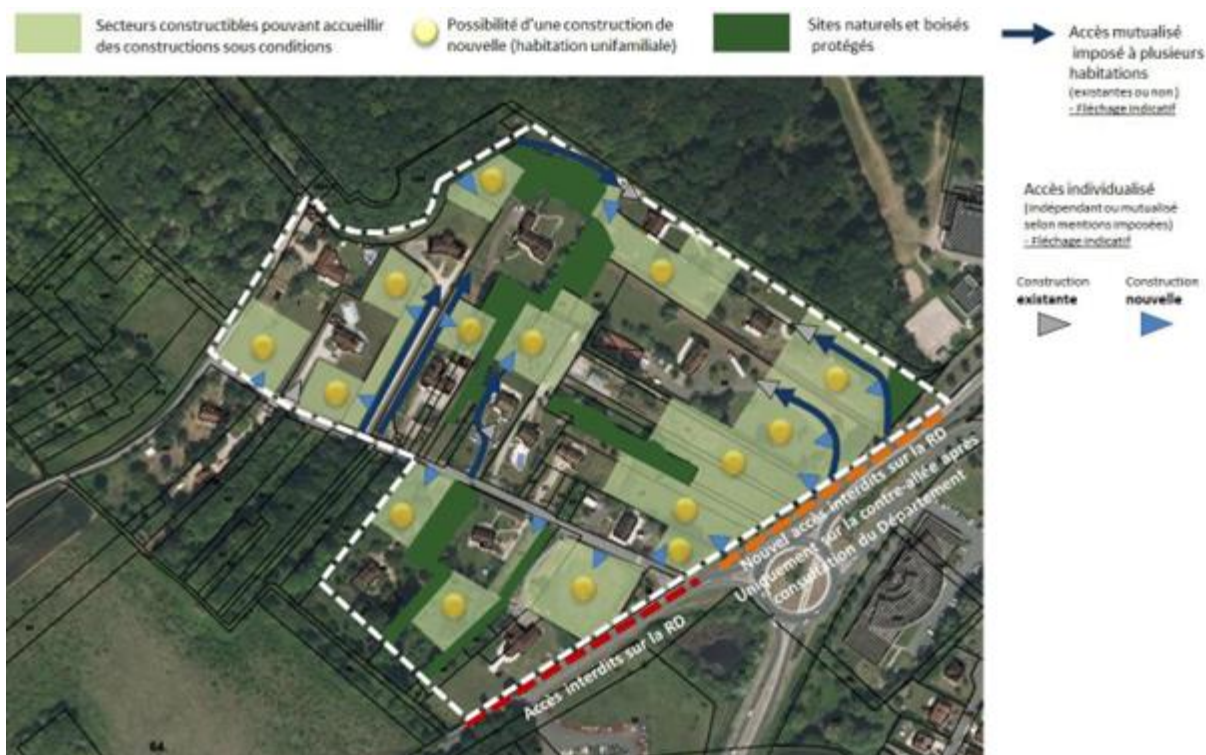 Secteurs constructibles pouvant accueillir
des constructions sous conditions
Possibilité d'une construction de
nouvelle (habitation unifamiliale)
Sites naturels et boisés
protégés
Accès mutualisé
imposé à plusieurs
habitations
(existantes ou non)
- Fléchage indicatif
Accès individualisé
(indépendant ou mutualisé
selon mentions imposées)
- Fléchage indicatif
Construction
existante
Construction
nouvelle
Nouvel accès interdits sur la RD
Uniquement sur la contre-allée après
consultation du Département
Accès interdits sur la RD
64